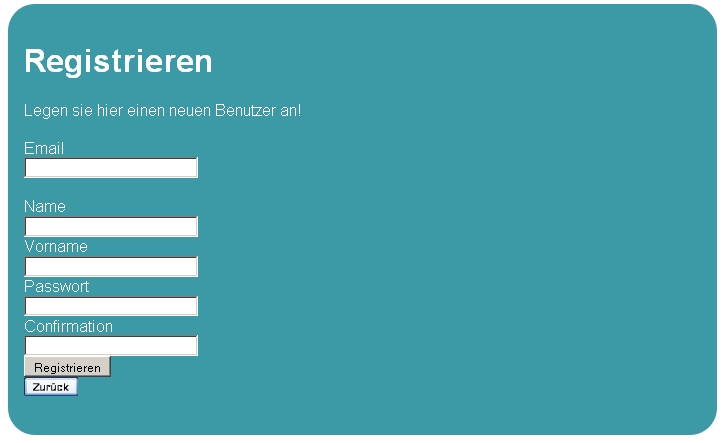 Registrieren
Legen sie hier einen neuen Benutzer an!
Email
Name
Vorname
Passwort
Confirmation
Registrieren
Zurück